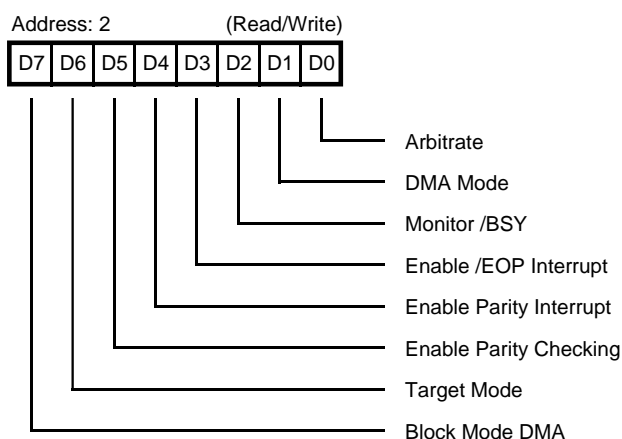 Address: 2 (Read/Write)
D7 D6 D5 D4 D3 D2 D1 D0
Arbitrate
DMA Mode
Monitor /BSY
Enable /EOP Interrupt
Enable Parity Interrupt
Enable Parity Checking
Target Mode
Block Mode DMA